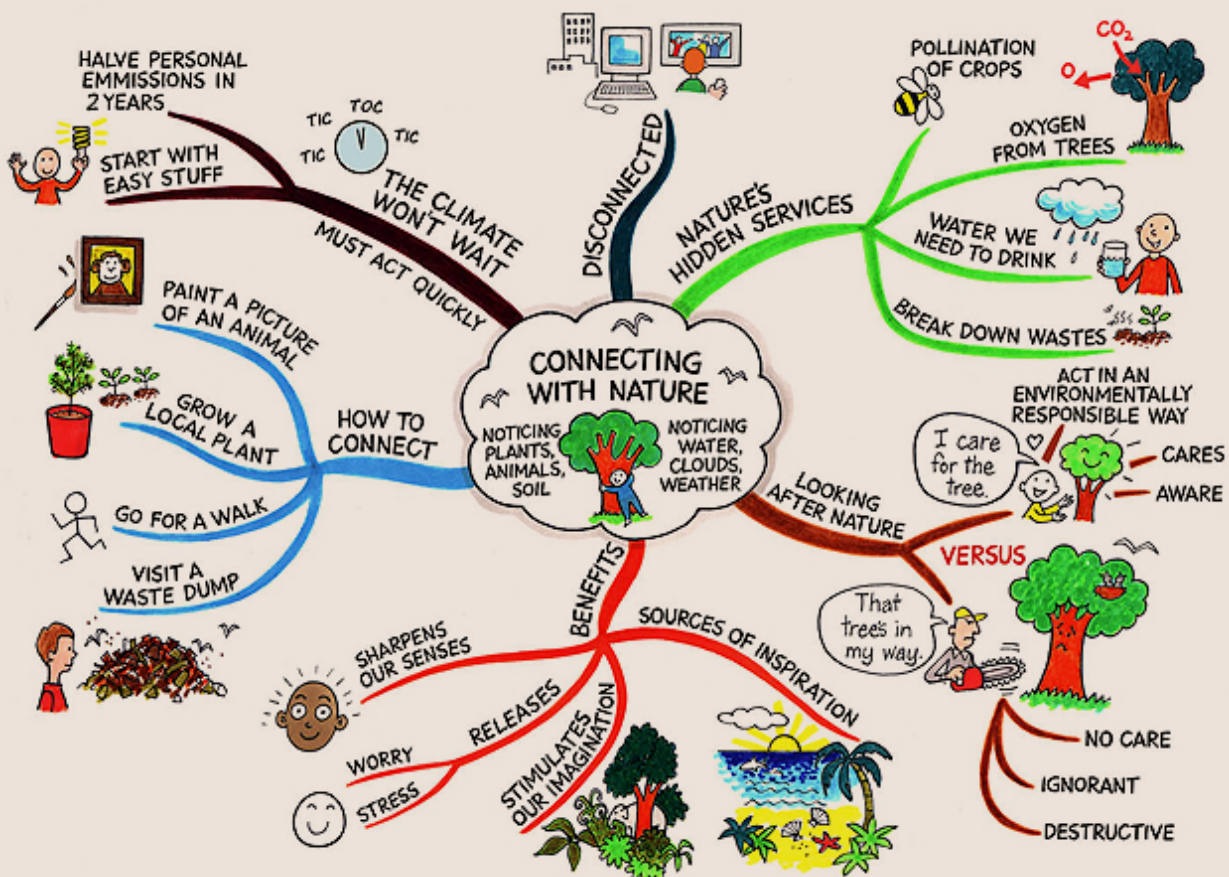 CONNECTING
WITH NATURE
NOTICING
PLANTS,
ANIMALS,
SOIL
NOTICING
WATER,
CLOUDS,
WEATHER
DISCONNECTED
NATURE'S
HIDDEN SERVICES
POLLINATION
OF CROPS
CO₂
O
OXYGEN
FROM TREES
WATER WE
NEED TO DRINK
BREAK DOWN WASTES
LOOKING
AFTER NATURE
ACT IN AN
ENVIRONMENTALLY
RESPONSIBLE WAY
I care
for the
tree.
CARES
AWARE
VERSUS
That
tree's in
my way.
NO CARE
IGNORANT
DESTRUCTIVE
BENEFITS
SOURCES OF INSPIRATION
STIMULATES
OUR IMAGINATION
RELEASES
WORRY
STRESS
SHARPENS
OUR SENSES
HOW TO
CONNECT
PAINT A PICTURE
OF AN ANIMAL
GROW A
LOCAL PLANT
GO FOR A WALK
VISIT A
WASTE DUMP
THE CLIMATE
WON'T WAIT
MUST ACT QUICKLY
TIC
TIC
TOC
TIC
HALVE PERSONAL
EMMISSIONS IN
2 YEARS
START WITH
EASY STUFF